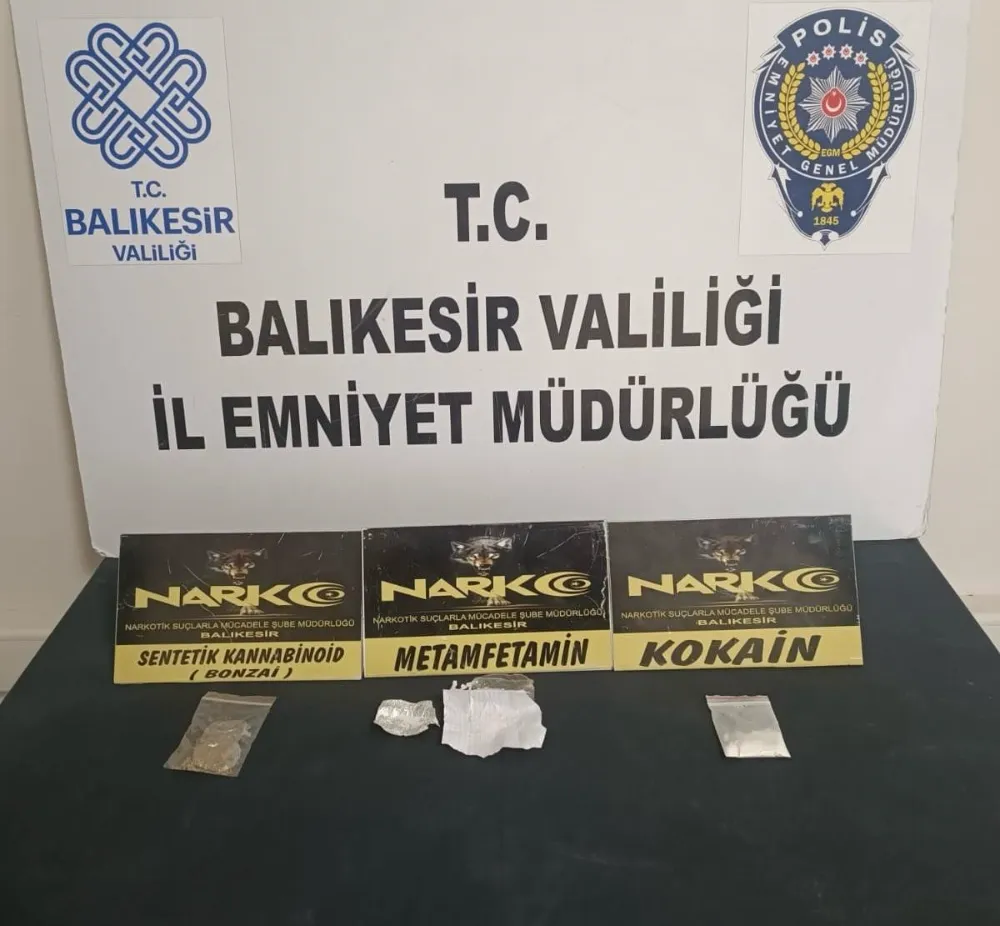 T.C.
BALIKESİR
VALİLİĞİ
POLİS
EMNİYET GENEL MÜDÜRLÜĞÜ
EGM
1845
T.C.
BALIKESİR VALİLİĞİ
İL EMNİYET MÜDÜRLÜĞÜ
NARKO
NARKOTİK SUÇLARLA MÜCADELE ŞUBE MÜDÜRLÜĞÜ
BALIKESİR
SENTETİK KANNABİNOİD
( BONZAİ )
NARKO
NARKOTİK SUÇLARLA MÜCADELE ŞUBE MÜDÜRLÜĞÜ
BALIKESİR
METAMFETAMİN
NARKO
NARKOTİK SUÇLARLA MÜCADELE ŞUBE MÜDÜRLÜĞÜ
BALIKESİR
KOKAİN